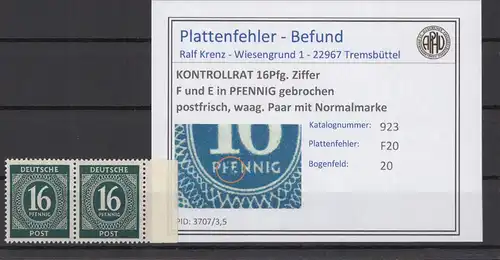 Plattenfehler - Befund
Ralf Krenz - Wiesengrund 1 - 22967 Tremsbüttel
KONTROLLRAT 16Pfg. Ziffer
F und E in PFENNIG gebrochen
postfrisch, waag. Paar mit Normalmarke
Katalognummer: 923
Plattenfehler: F20
Bogenfeld: 20
16
PFENNIG
PID: 3707/3,5
DEUTSCHE DEUTSCHE
16 16
PFENNIG PFENNIG
POST POST